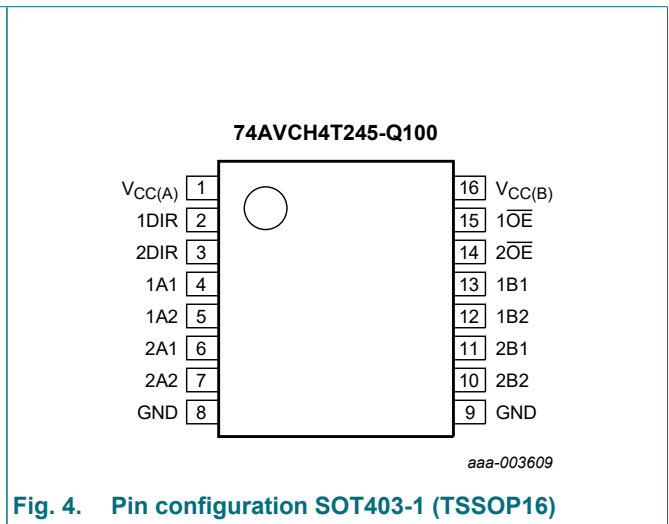 74AVCH4T245-Q100
VCC(A) 1 16 VCC(B)
1DIR 2 15 1O̅E̅
2DIR 3 14 2O̅E̅
1A1 4 13 1B1
1A2 5 12 1B2
2A1 6 11 2B1
2A2 7 10 2B2
GND 8 9 GND
aaa-003609
Fig. 4. Pin configuration SOT403-1 (TSSOP16)